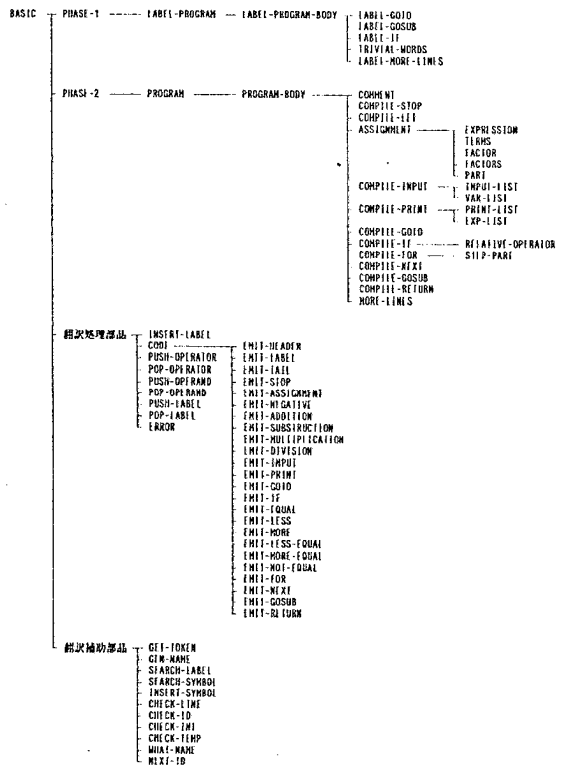 BASIC PHASE-1 LABEL-PROGRAM LABEL-PROGRAM-BODY LABEL-GOTO
LABEL-GOSUB
LABEL-IF
TRIVIAL-WORDS
LABEL-MORE-LINES
PHASE-2 PROGRAM PROGRAM-BODY COMMENT
COMPILE-STOP
COMPILE-LET
ASSIGNMENT EXPRESSION
TERMS
FACTOR
FACTORS
PART
COMPILE-INPUT INPUT-LIST
VAR-LIST
COMPILE-PRINT PRINT-LIST
EXP-LIST
COMPILE-GOTO
COMPILE-IF RELATIVE-OPERATOR
COMPILE-FOR STEP-PART
COMPILE-NEXT
COMPILE-GOSUB
COMPILE-RETURN
MORE-LINES
翻訳処理部品 INSERT-LABEL
CODE EMIT-HEADER
PUSH-OPERATOR EMIT-LABEL
POP-OPERATOR EMIT-TAIL
PUSH-OPERAND EMIT-STOP
POP-OPERAND EMIT-ASSIGNMENT
PUSH-LABEL EMIT-NEGATIVE
POP-LABEL EMIT-ADDITION
ERROR EMIT-SUBSTRUCTION
EMIT-MULTIPLICATION
EMIT-DIVISION
EMIT-INPUT
EMIT-PRINT
EMIT-GOTO
EMIT-IF
EMIT-EQUAL
EMIT-LESS
EMIT-MORE
EMIT-LESS-EQUAL
EMIT-MORE-EQUAL
EMIT-NOT-EQUAL
EMIT-FOR
EMIT-NEXT
EMIT-GOSUB
EMIT-RETURN
翻訳補助部品 GET-TOKEN
GEN-NAME
SEARCH-LABEL
SEARCH-SYMBOL
INSERT-SYMBOL
CHECK-LINE
CHECK-ID
CHECK-INT
CHECK-TEMP
WHAT-NAME
NEXT-ID